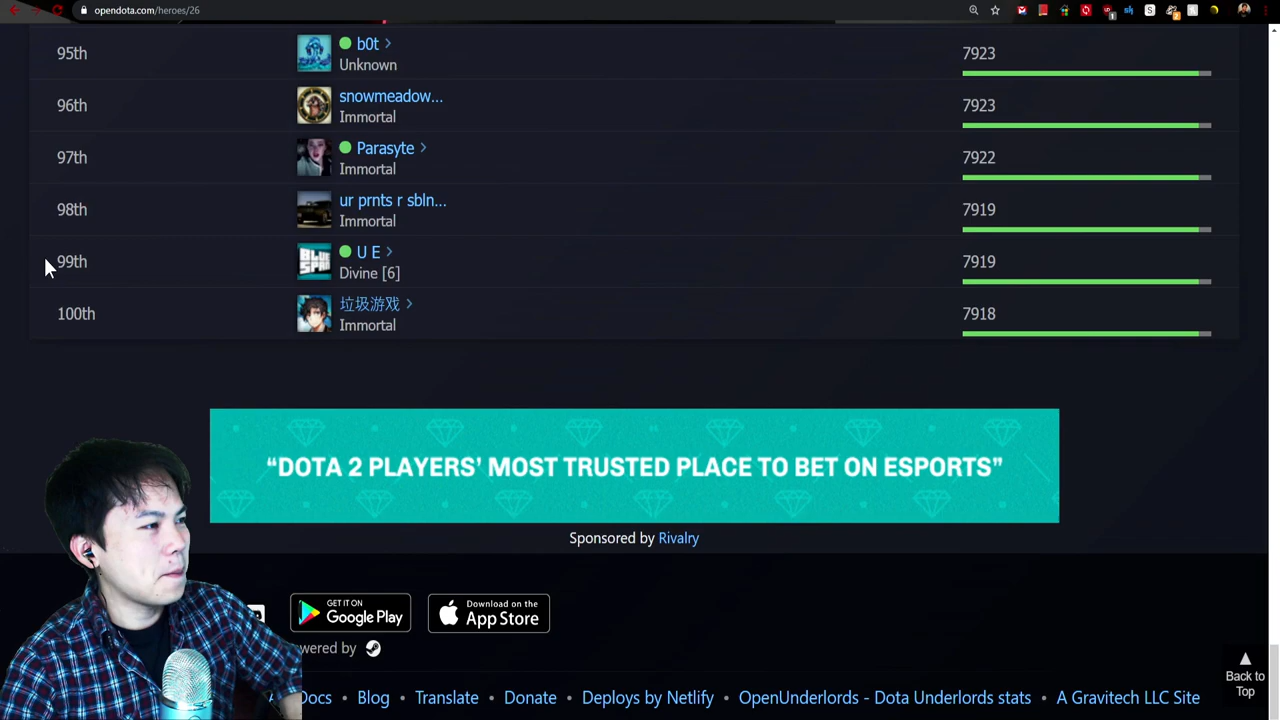 opendota.com/heroes/26
95th
b0t >
Unknown
7923
96th
snowmeadow...
Immortal
7923
97th
Parasyte >
Immortal
7922
98th
ur prnts r sbln...
Immortal
7919
99th
U E >
Divine [6]
7919
100th
垃圾游戏 >
Immortal
7918
“DOTA 2 PLAYERS’ MOST TRUSTED PLACE TO BET ON ESPORTS”
Sponsored by Rivalry
GET IT ON
Google Play
Download on the
App Store
wered by
Back to
Top
Docs • Blog • Translate • Donate • Deploys by Netlify • OpenUnderlords - Dota Underlords stats • A Gravitech LLC Site